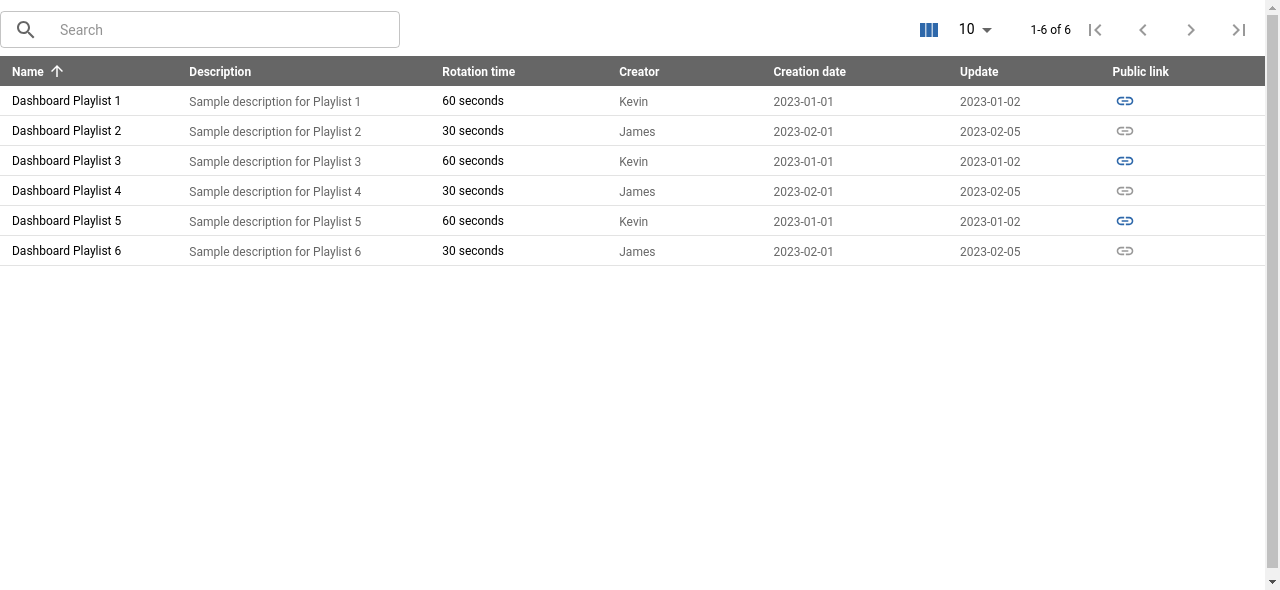 Search
10
1-6 of 6
Name Description Rotation time Creator Creation date Update Public link
Dashboard Playlist 1 Sample description for Playlist 1 60 seconds Kevin 2023-01-01 2023-01-02
Dashboard Playlist 2 Sample description for Playlist 2 30 seconds James 2023-02-01 2023-02-05
Dashboard Playlist 3 Sample description for Playlist 3 60 seconds Kevin 2023-01-01 2023-01-02
Dashboard Playlist 4 Sample description for Playlist 4 30 seconds James 2023-02-01 2023-02-05
Dashboard Playlist 5 Sample description for Playlist 5 60 seconds Kevin 2023-01-01 2023-01-02
Dashboard Playlist 6 Sample description for Playlist 6 30 seconds James 2023-02-01 2023-02-05